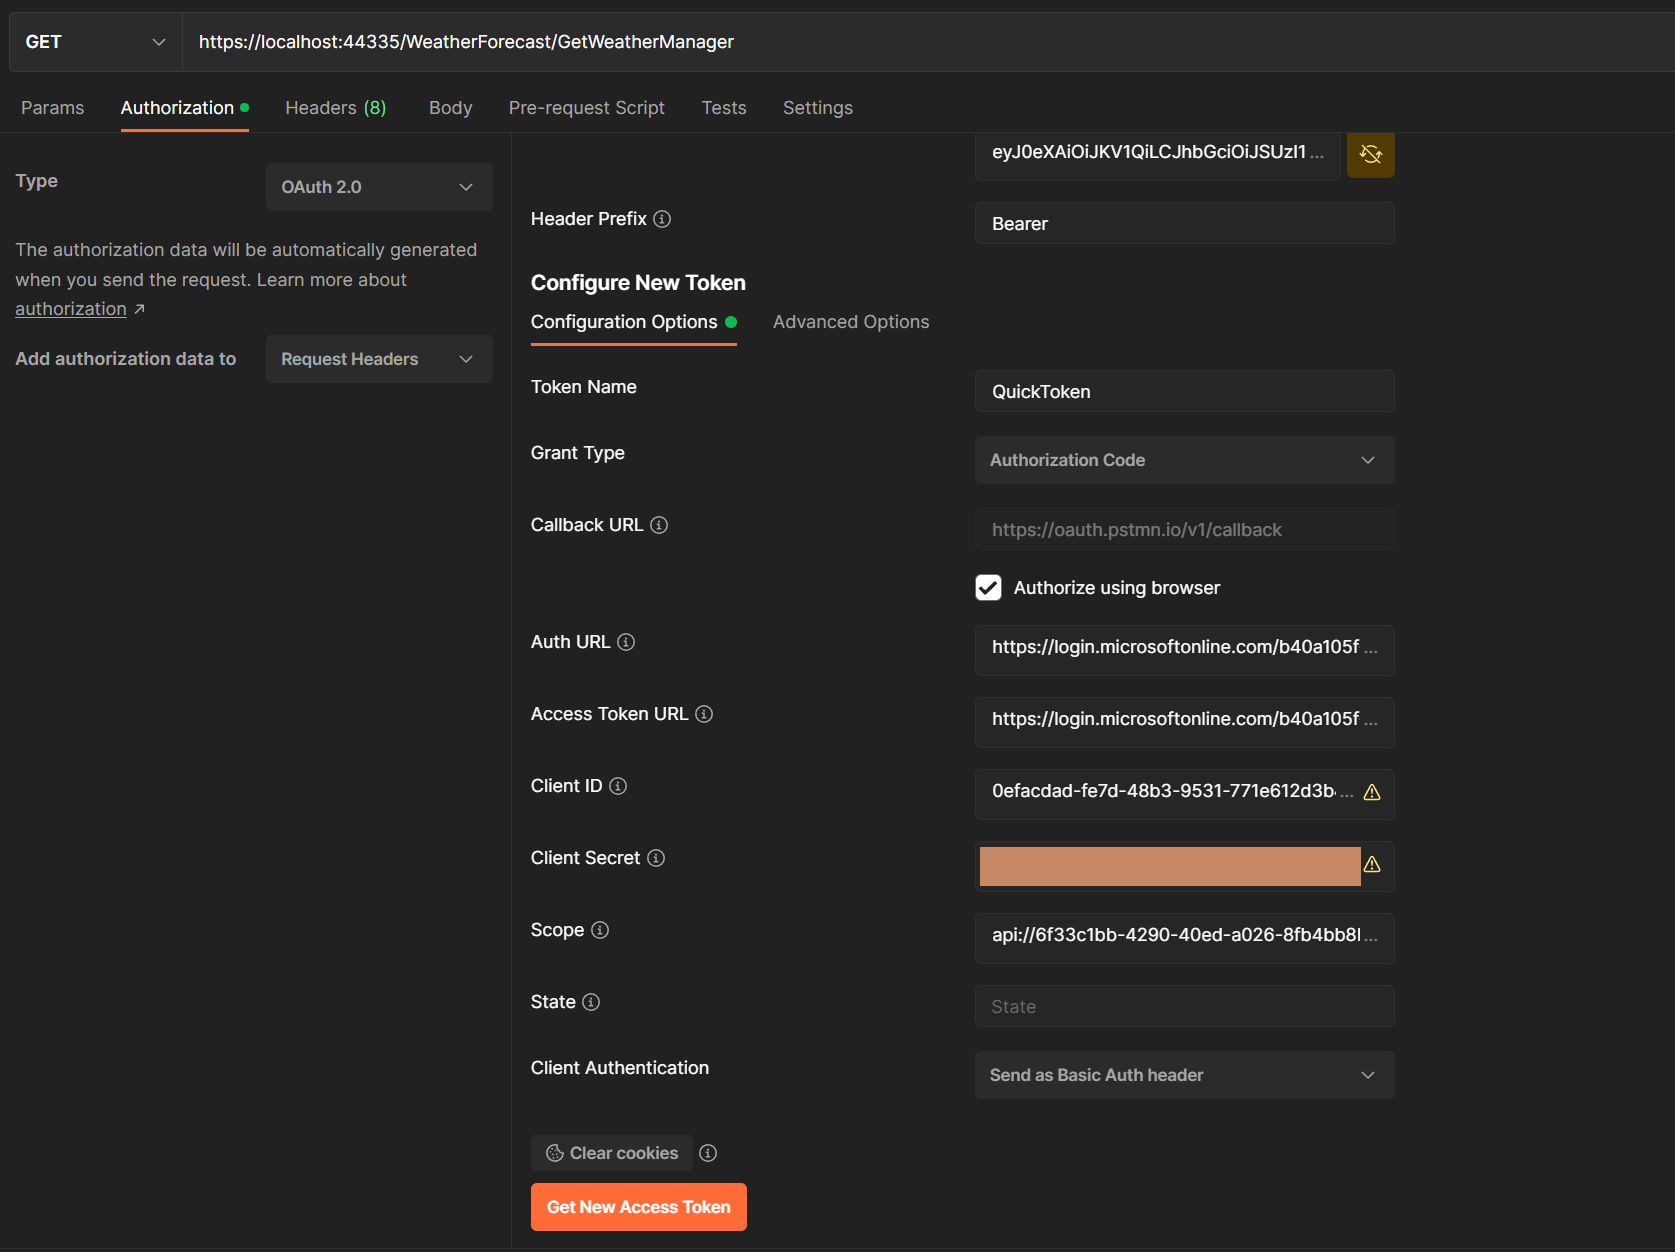 GET
https://localhost:44335/WeatherForecast/GetWeatherManager
Params
Authorization
Headers (8)
Body
Pre-request Script
Tests
Settings
Type
OAuth 2.0
The authorization data will be automatically generated
when you send the request. Learn more about
authorization ↗
Add authorization data to
Request Headers
eyJ0eXAiOiJKV1QiLCJhbGciOiJSUzI1 ...
Header Prefix
Bearer
Configure New Token
Configuration Options
Advanced Options
Token Name
QuickToken
Grant Type
Authorization Code
Callback URL
https://oauth.pstmn.io/v1/callback
Authorize using browser
Auth URL
https://login.microsoftonline.com/b40a105f ...
Access Token URL
https://login.microsoftonline.com/b40a105f ...
Client ID
0efacdad-fe7d-48b3-9531-771e612d3b ...
Client Secret
Scope
api://6f33c1bb-4290-40ed-a026-8fb4bb8 ...
State
State
Client Authentication
Send as Basic Auth header
Clear cookies
Get New Access Token